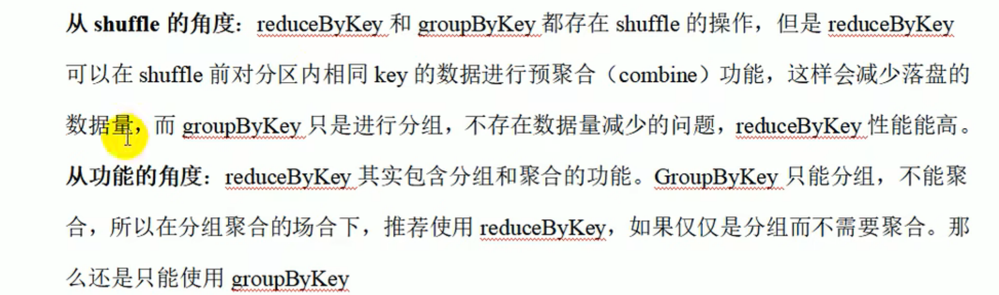 从 shuffle 的角度：reduceByKey 和 groupByKey 都存在 shuffle 的操作，但是 reduceByKey
可以在 shuffle 前对分区内相同 key 的数据进行预聚合（combine）功能，这样会减少落盘的
数据量，而 groupByKey 只是进行分组，不存在数据量减少的问题，reduceByKey 性能能高。
从功能的角度：reduceByKey 其实包含分组和聚合的功能。GroupByKey 只能分组，不能聚
合，所以在分组聚合的场合下，推荐使用 reduceByKey，如果仅仅是分组而不需要聚合。那
么还是只能使用 groupByKey